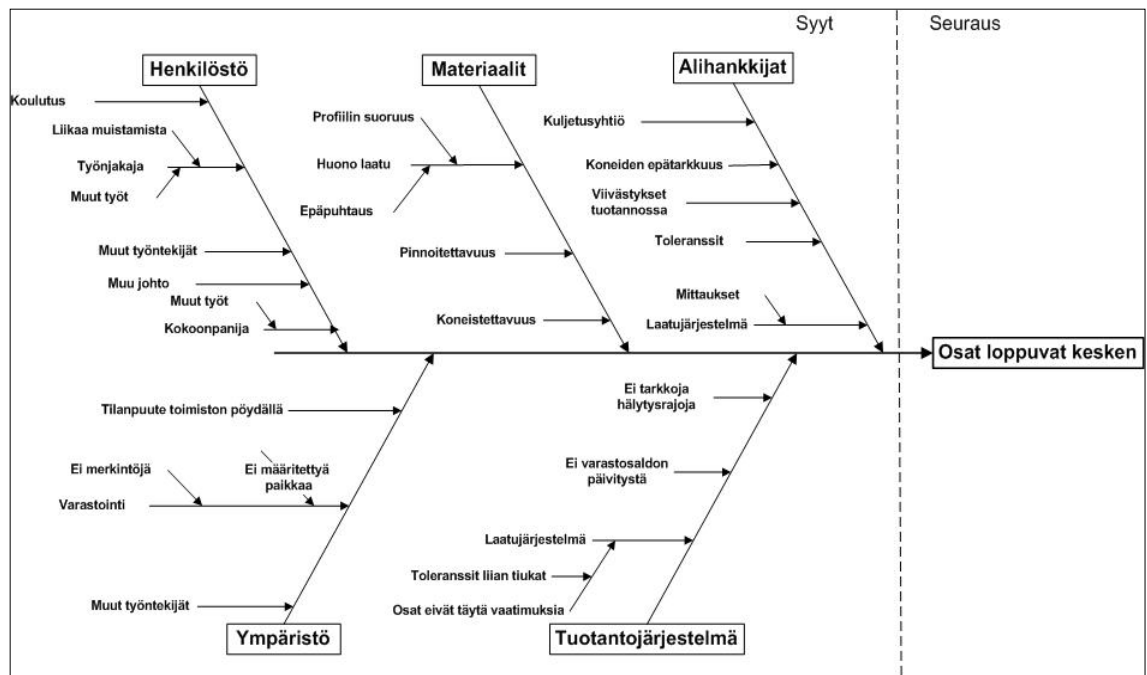 Syyt
Seuraus
Henkilöstö
Materiaalit
Alihankkijat
Koulutus
Liikaa muistamista
Työnjakaja
Muut työt
Muut työntekijät
Muu johto
Muut työt
Kokoonpanija
Profiilin suoruus
Huono laatu
Epäpuhtaus
Pinnoitettavuus
Koneistettavuus
Kuljetusyhtiö
Koneiden epätarkkuus
Viivästykset
tuotannossa
Toleranssit
Mittaukset
Laatujärjestelmä
Osat loppuvat kesken
Tilanpuute toimiston pöydällä
Ei merkintöjä
Ei määritettyä
paikkaa
Varastointi
Muut työntekijät
Ympäristö
Ei tarkkoja
hälytysrajoja
Ei varastosaldon
päivitystä
Laatujärjestelmä
Toleranssit liian tiukat
Osat eivät täytä vaatimuksia
Tuotantojärjestelmä